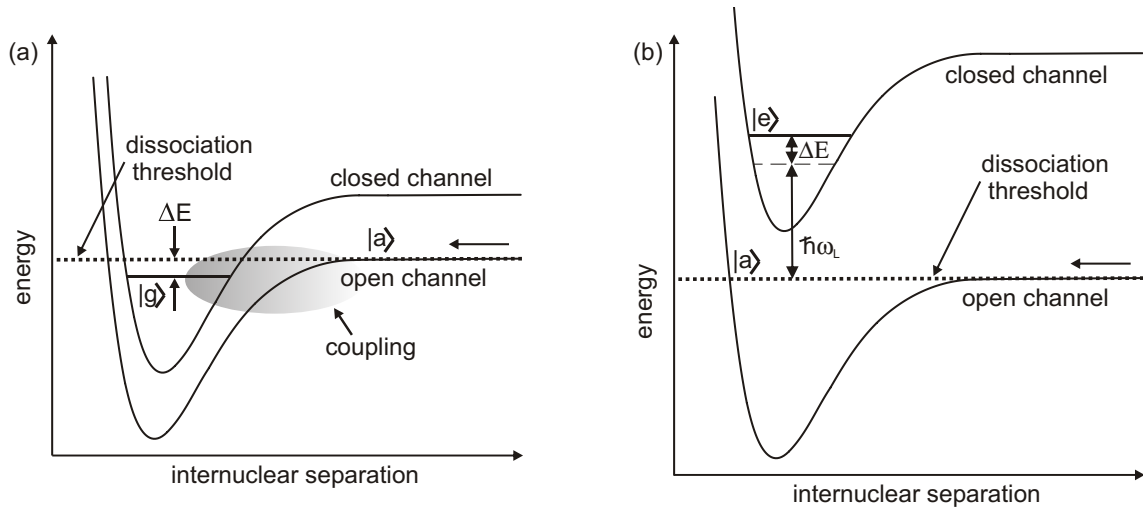 (a)
dissociation
threshold
closed channel
ΔE
|a⟩
open channel
|g⟩
coupling
energy
internuclear separation
(b)
closed channel
|e⟩
ΔE
dissociation
threshold
ħω_L
|a⟩
open channel
energy
internuclear separation